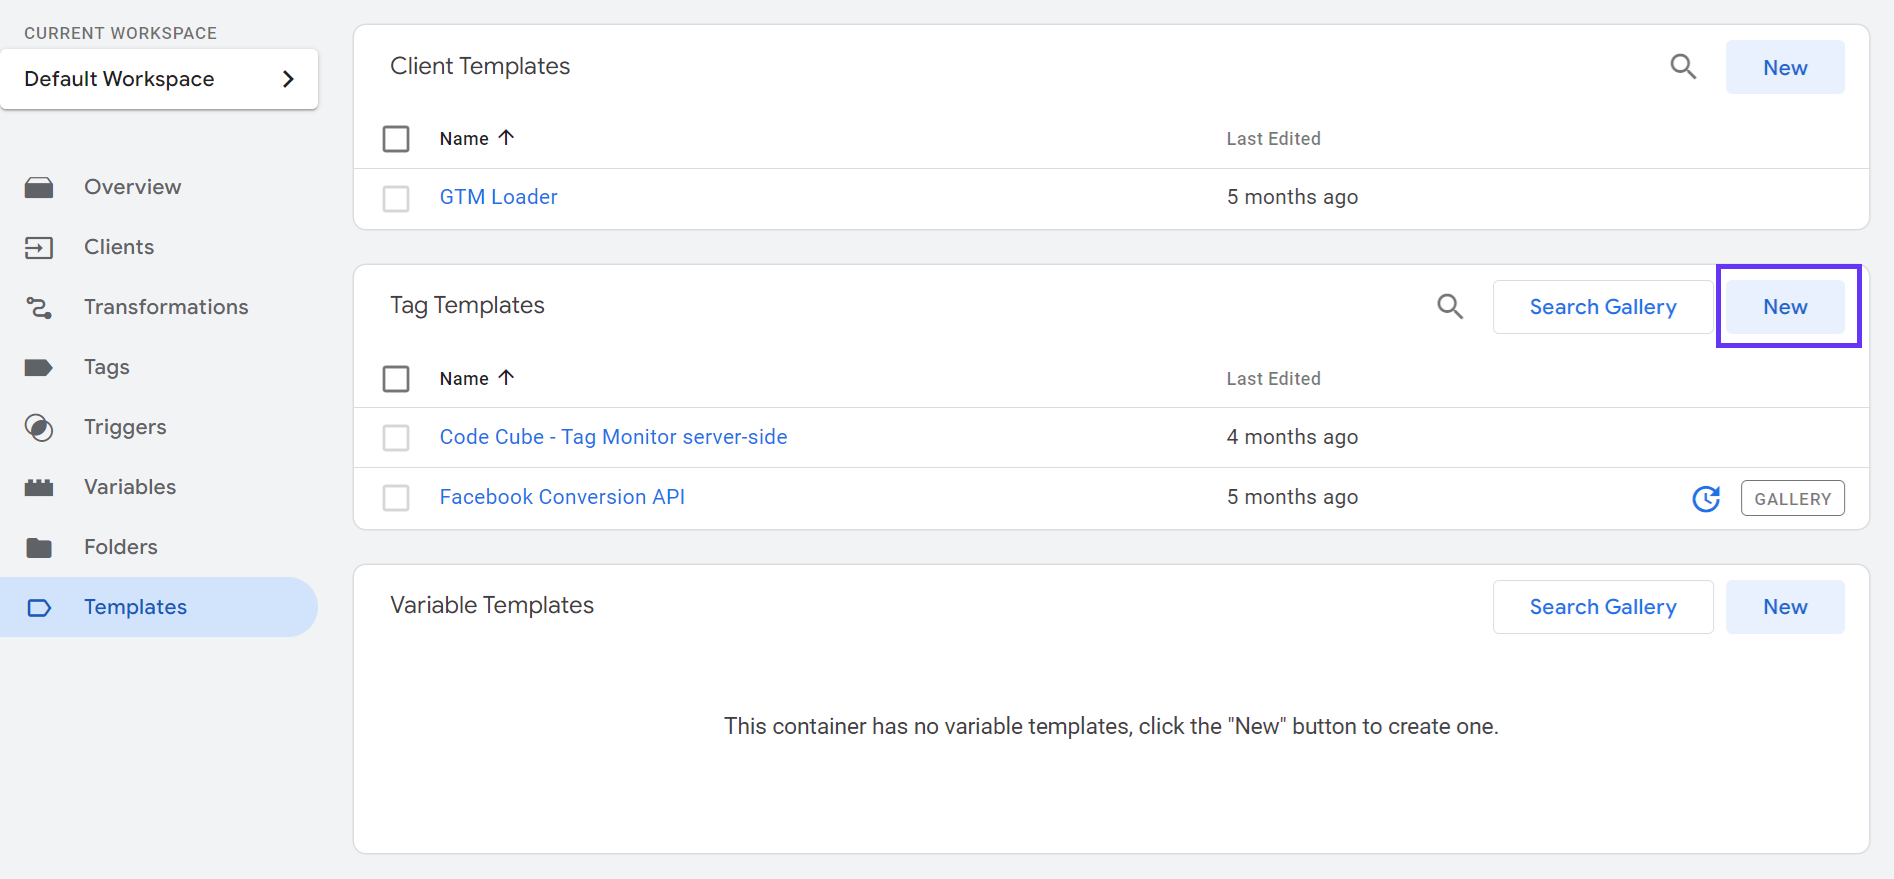 CURRENT WORKSPACE
Default Workspace
Overview
Clients
Transformations
Tags
Triggers
Variables
Folders
Templates
Client Templates
New
Name Last Edited
GTM Loader 5 months ago
Tag Templates
Search Gallery New
Name Last Edited
Code Cube - Tag Monitor server-side 4 months ago
Facebook Conversion API 5 months ago GALLERY
Variable Templates
Search Gallery New
This container has no variable templates, click the "New" button to create one.